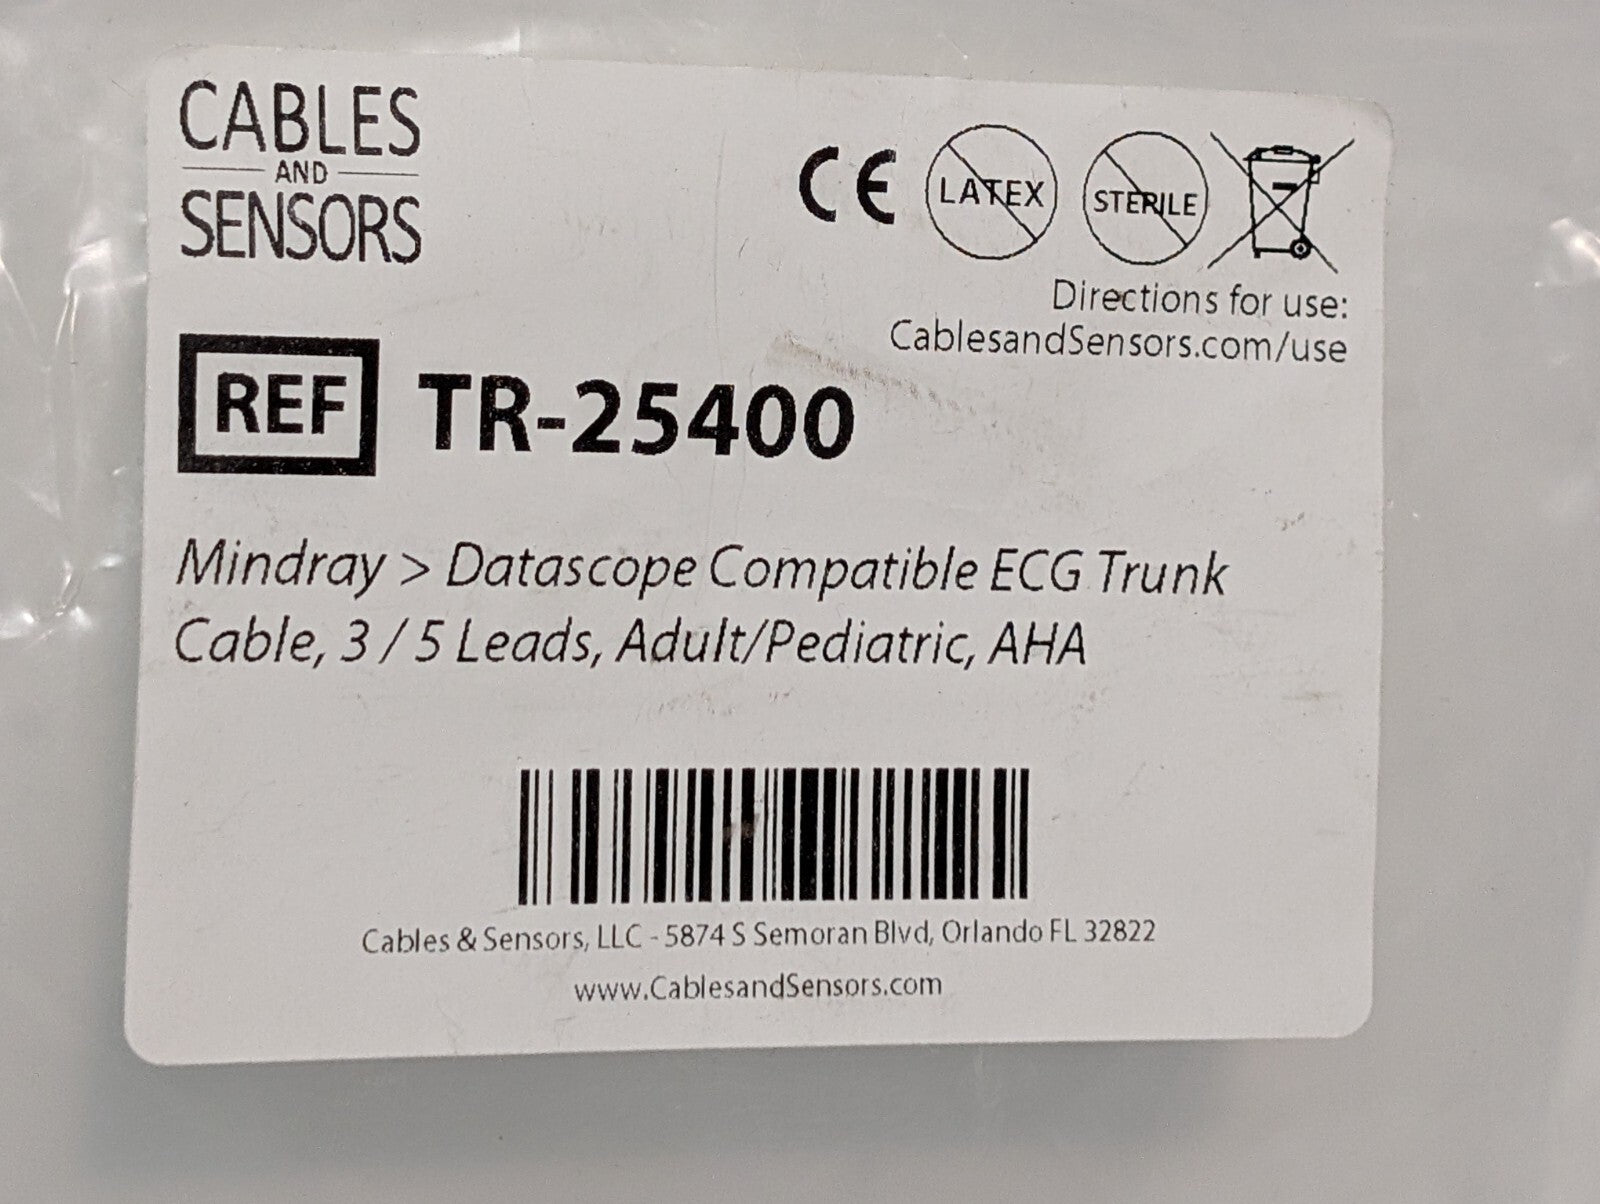 CABLES
AND
SENSORS
CE
LATEX
STERILE
Directions for use:
CablesandSensors.com/use
REF TR-25400
Mindray > Datascope Compatible ECG Trunk
Cable, 3 / 5 Leads, Adult/Pediatric, AHA
Cables & Sensors, LLC - 5874 S Semoran Blvd, Orlando FL 32822
www.CablesandSensors.com